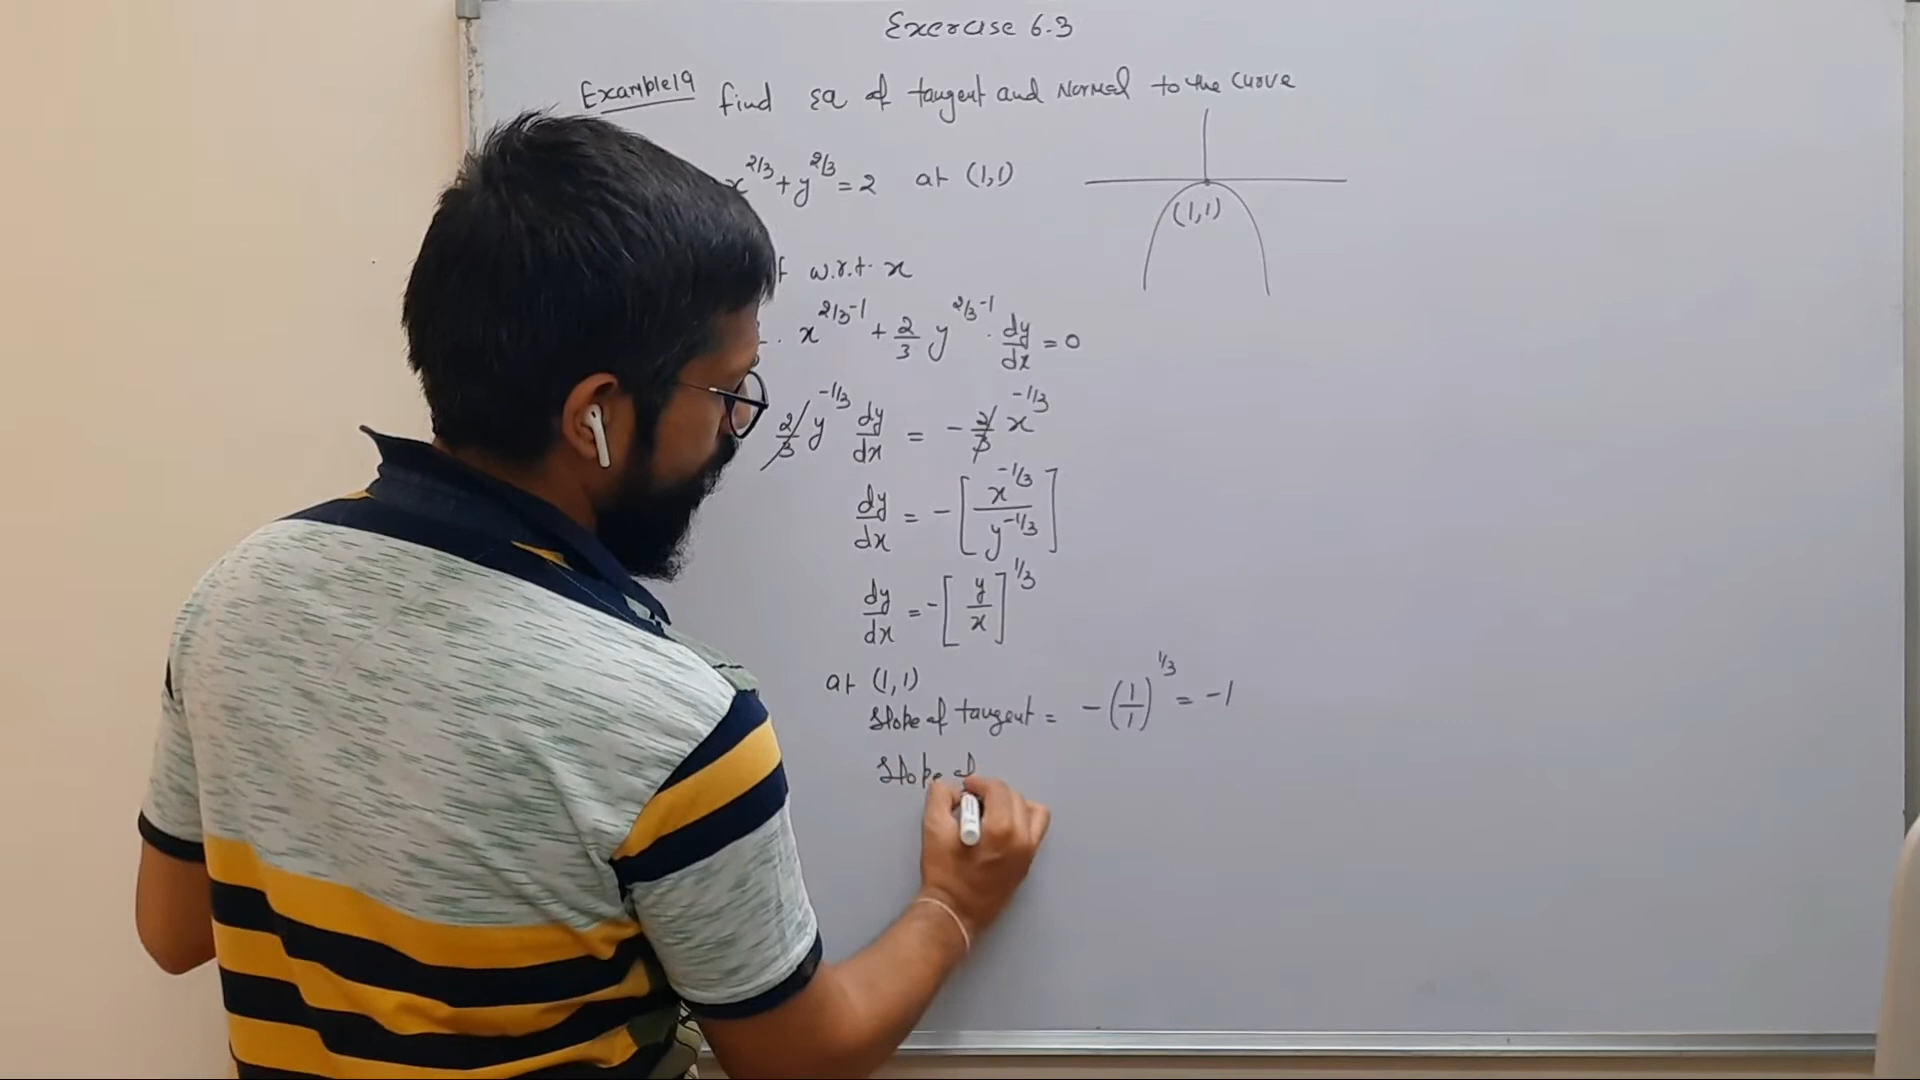 Exercise 6.3
Example 19 find Eq of tangent and Normal to the curve
x^{2/3} + y^{2/3} = 2 at (1,1)
(1,1)
w.r.t. x
. x^{2/3-1} + 2/3 y^{2/3-1} . dy/dx = 0
2/3 y^{-1/3} dy/dx = - 2/3 x^{-1/3}
dy/dx = - [x^{-1/3} / y^{-1/3}]
dy/dx = - [y/x]^{1/3}
at (1,1)
Slope of tangent = - (1/1)^{1/3} = -1
Slope of